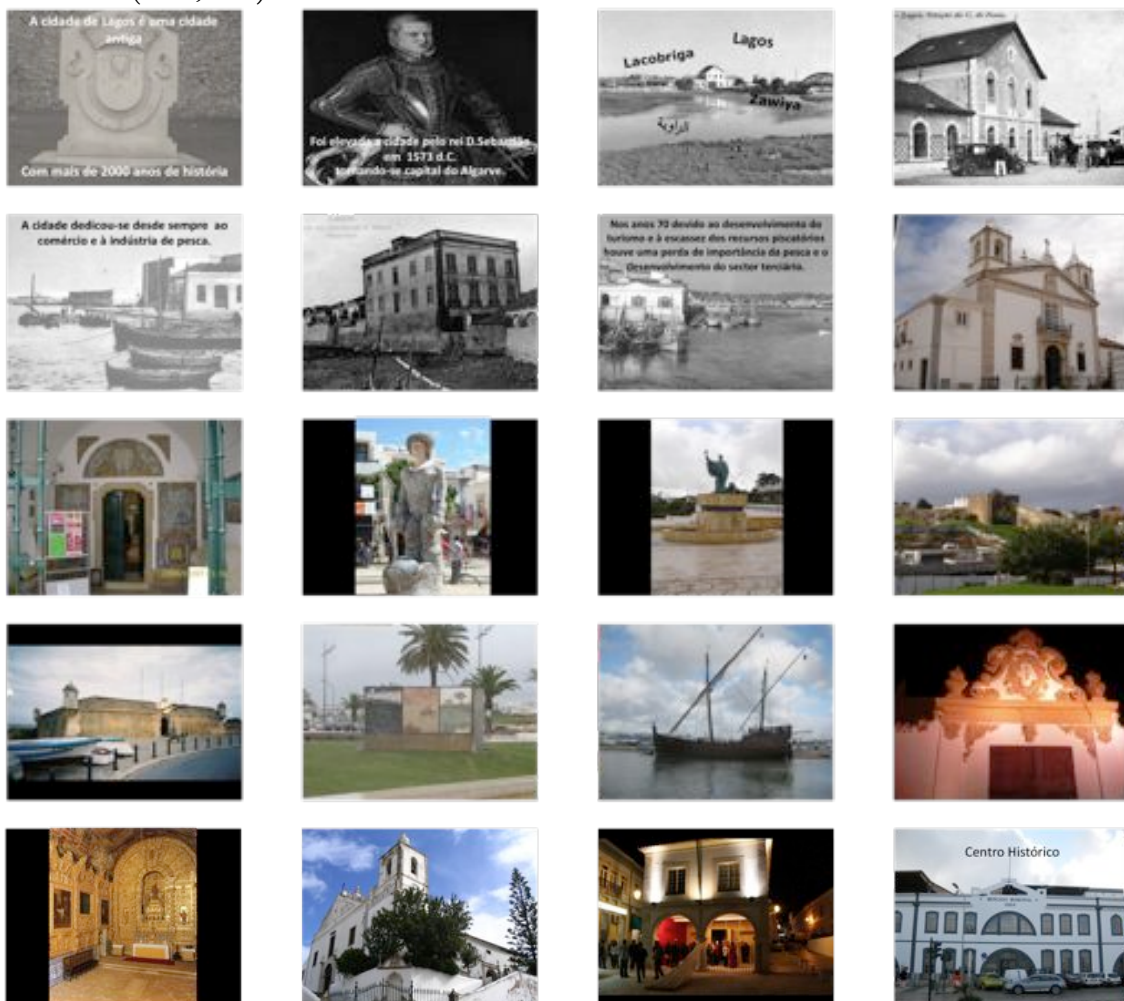 A cidade de Lagos é uma cidade
antiga
Com mais de 2000 anos de história
Foi elevada a cidade pelo rei D.Sebastião
em 1573 d.C.
tornando-se capital do Algarve.
Lacobriga
Lagos
Zawiya
الزاوية
A cidade dedicou-se desde sempre ao
comércio e à indústria de pesca.
Nos anos 70 devido ao desenvolvimento do
turismo e à escassez dos recursos piscatórios
houve uma perda de importância da pesca e o
desenvolvimento do sector terciário.
Centro Histórico
MERCADO MUNICIPAL